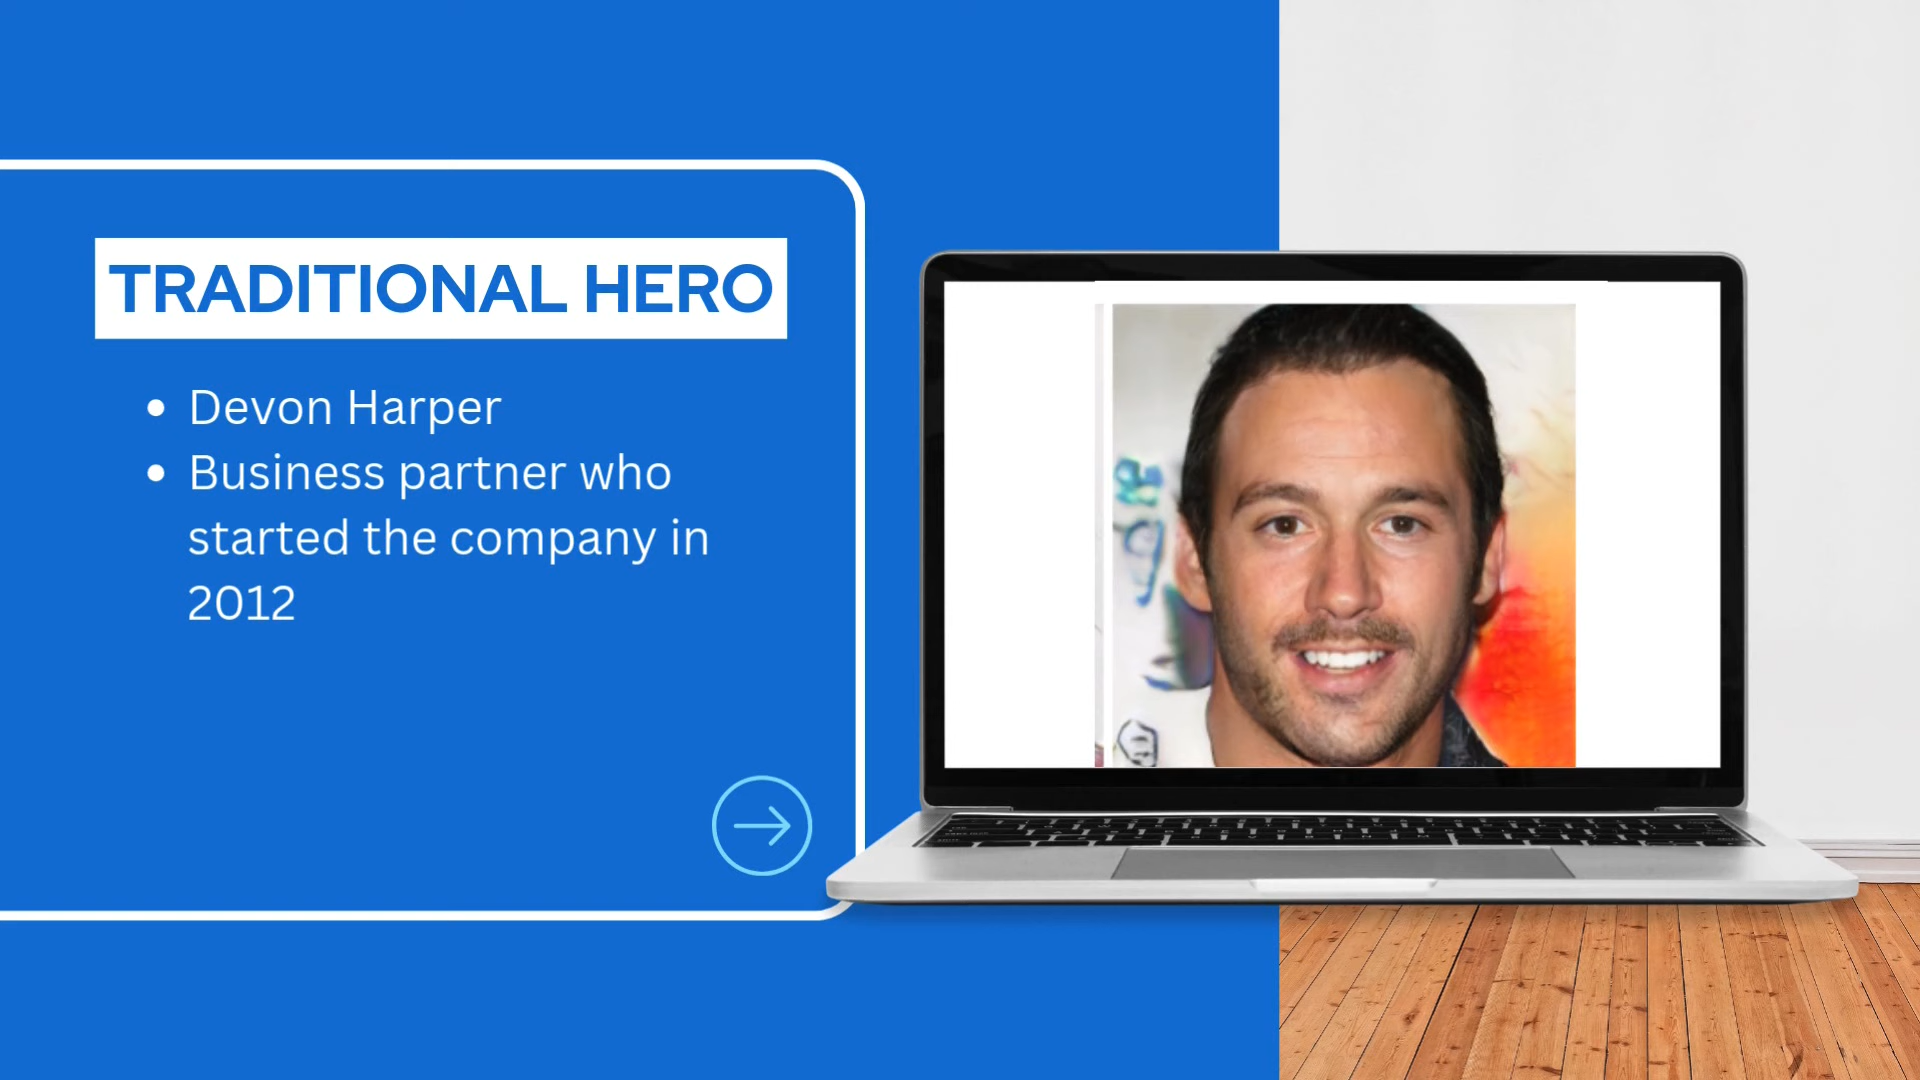 TRADITIONAL HERO
• Devon Harper
• Business partner who
started the company in
2012